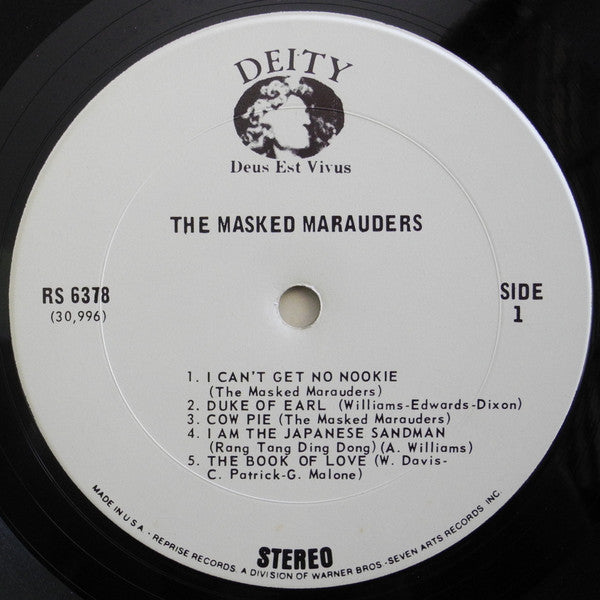 DEITY
Deus Est Vivus
THE MASKED MARAUDERS
RS 6378
(30,996)
SIDE
1
1. I CAN'T GET NO NOOKIE
(The Masked Marauders)
2. DUKE OF EARL (Williams-Edwards-Dixon)
3. COW PIE (The Masked Marauders)
4. I AM THE JAPANESE SANDMAN
(Rang Tang Ding Dong) (A. Williams)
5. THE BOOK OF LOVE (W. Davis-
C. Patrick-G. Malone)
STEREO
MADE IN U.S.A. - REPRISE RECORDS, A DIVISION OF WARNER BROS.-SEVEN ARTS RECORDS, INC.